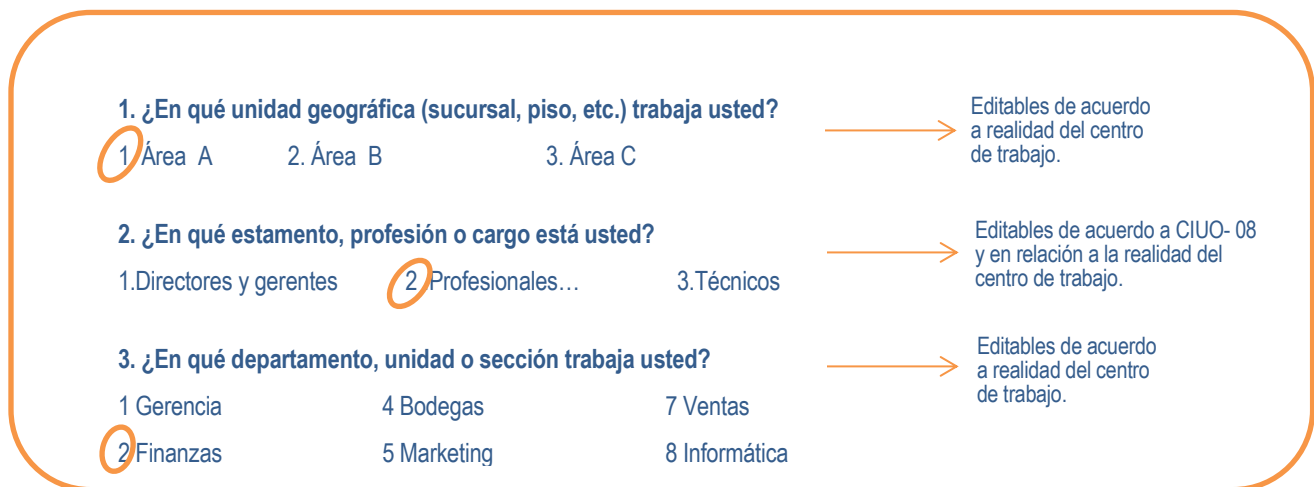 1. ¿En qué unidad geográfica (sucursal, piso, etc.) trabaja usted?
Editables de acuerdo
a realidad del centro
de trabajo.
1 Área A 2. Área B 3. Área C
2. ¿En qué estamento, profesión o cargo está usted?
Editables de acuerdo a CIUO- 08
y en relación a la realidad del
centro de trabajo.
1.Directores y gerentes 2 Profesionales… 3.Técnicos
3. ¿En qué departamento, unidad o sección trabaja usted?
Editables de acuerdo
a realidad del centro
de trabajo.
1 Gerencia 4 Bodegas 7 Ventas
2 Finanzas 5 Marketing 8 Informática